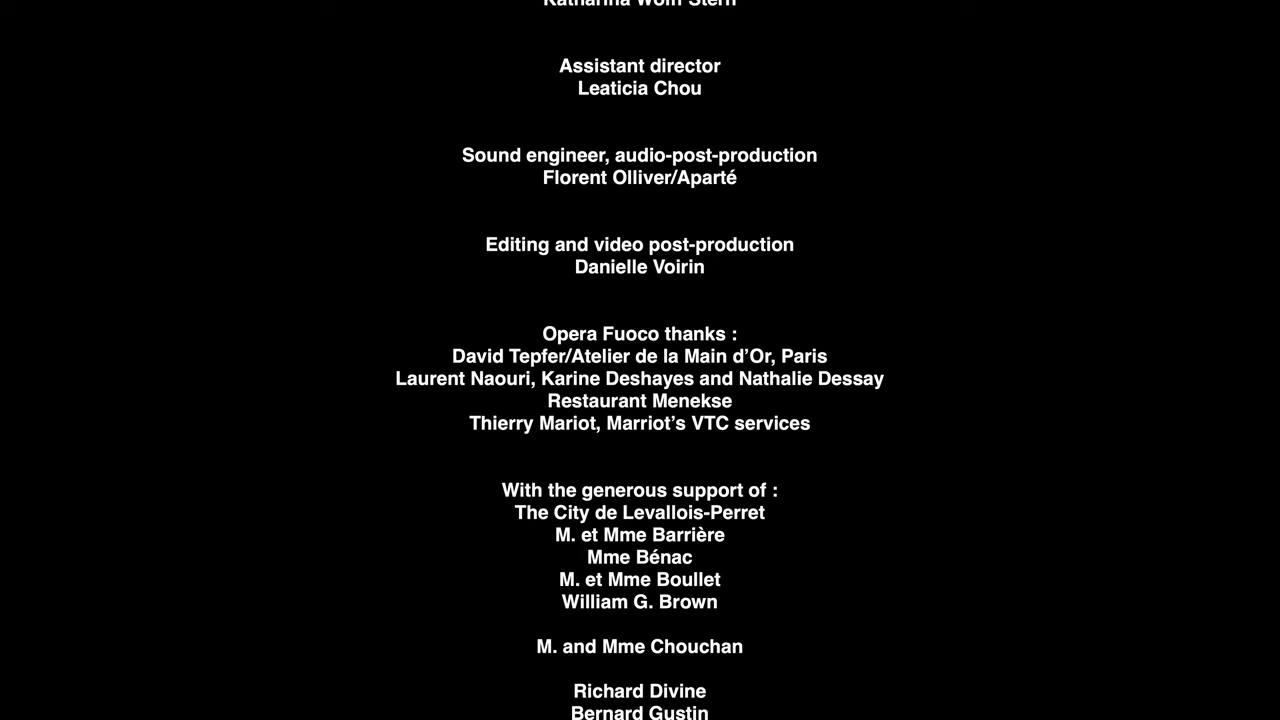 Katharina Wolff Stern
Assistant director
Leaticia Chou
Sound engineer, audio-post-production
Florent Olliver/Aparté
Editing and video post-production
Danielle Voirin
Opera Fuoco thanks :
David Tepfer/Atelier de la Main d’Or, Paris
Laurent Naouri, Karine Deshayes and Nathalie Dessay
Restaurant Menekse
Thierry Mariot, Marriot’s VTC services
With the generous support of :
The City de Levallois-Perret
M. et Mme Barrière
Mme Bénac
M. et Mme Boullet
William G. Brown
M. and Mme Chouchan
Richard Divine
Bernard Gustin